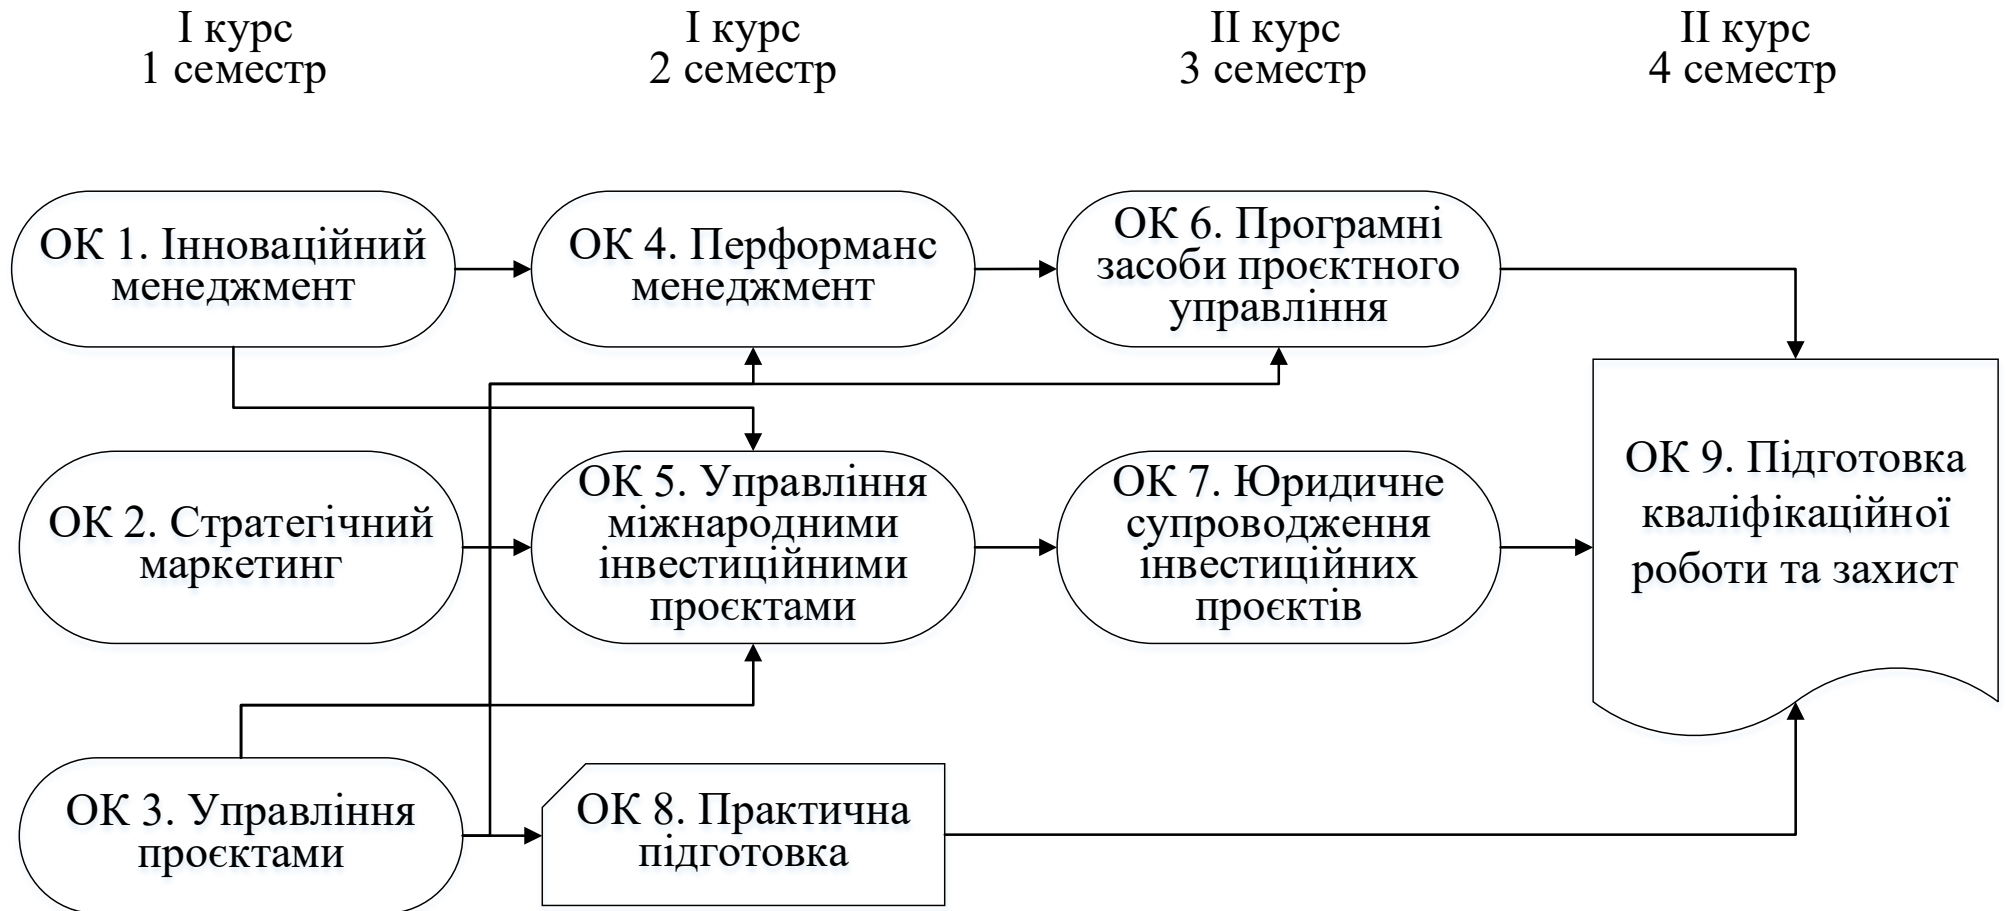 І курс
1 семестр
І курс
2 семестр
ІІ курс
3 семестр
ІІ курс
4 семестр
ОК 1. Інноваційний
менеджмент
ОК 4. Перформанс
менеджмент
ОК 6. Програмні
засоби проєктного
управління
ОК 2. Стратегічний
маркетинг
ОК 5. Управління
міжнародними
інвестиційними
проєктами
ОК 7. Юридичне
супроводження
інвестиційних
проєктів
ОК 9. Підготовка
кваліфікаційної
роботи та захист
ОК 3. Управління
проєктами
ОК 8. Практична
підготовка